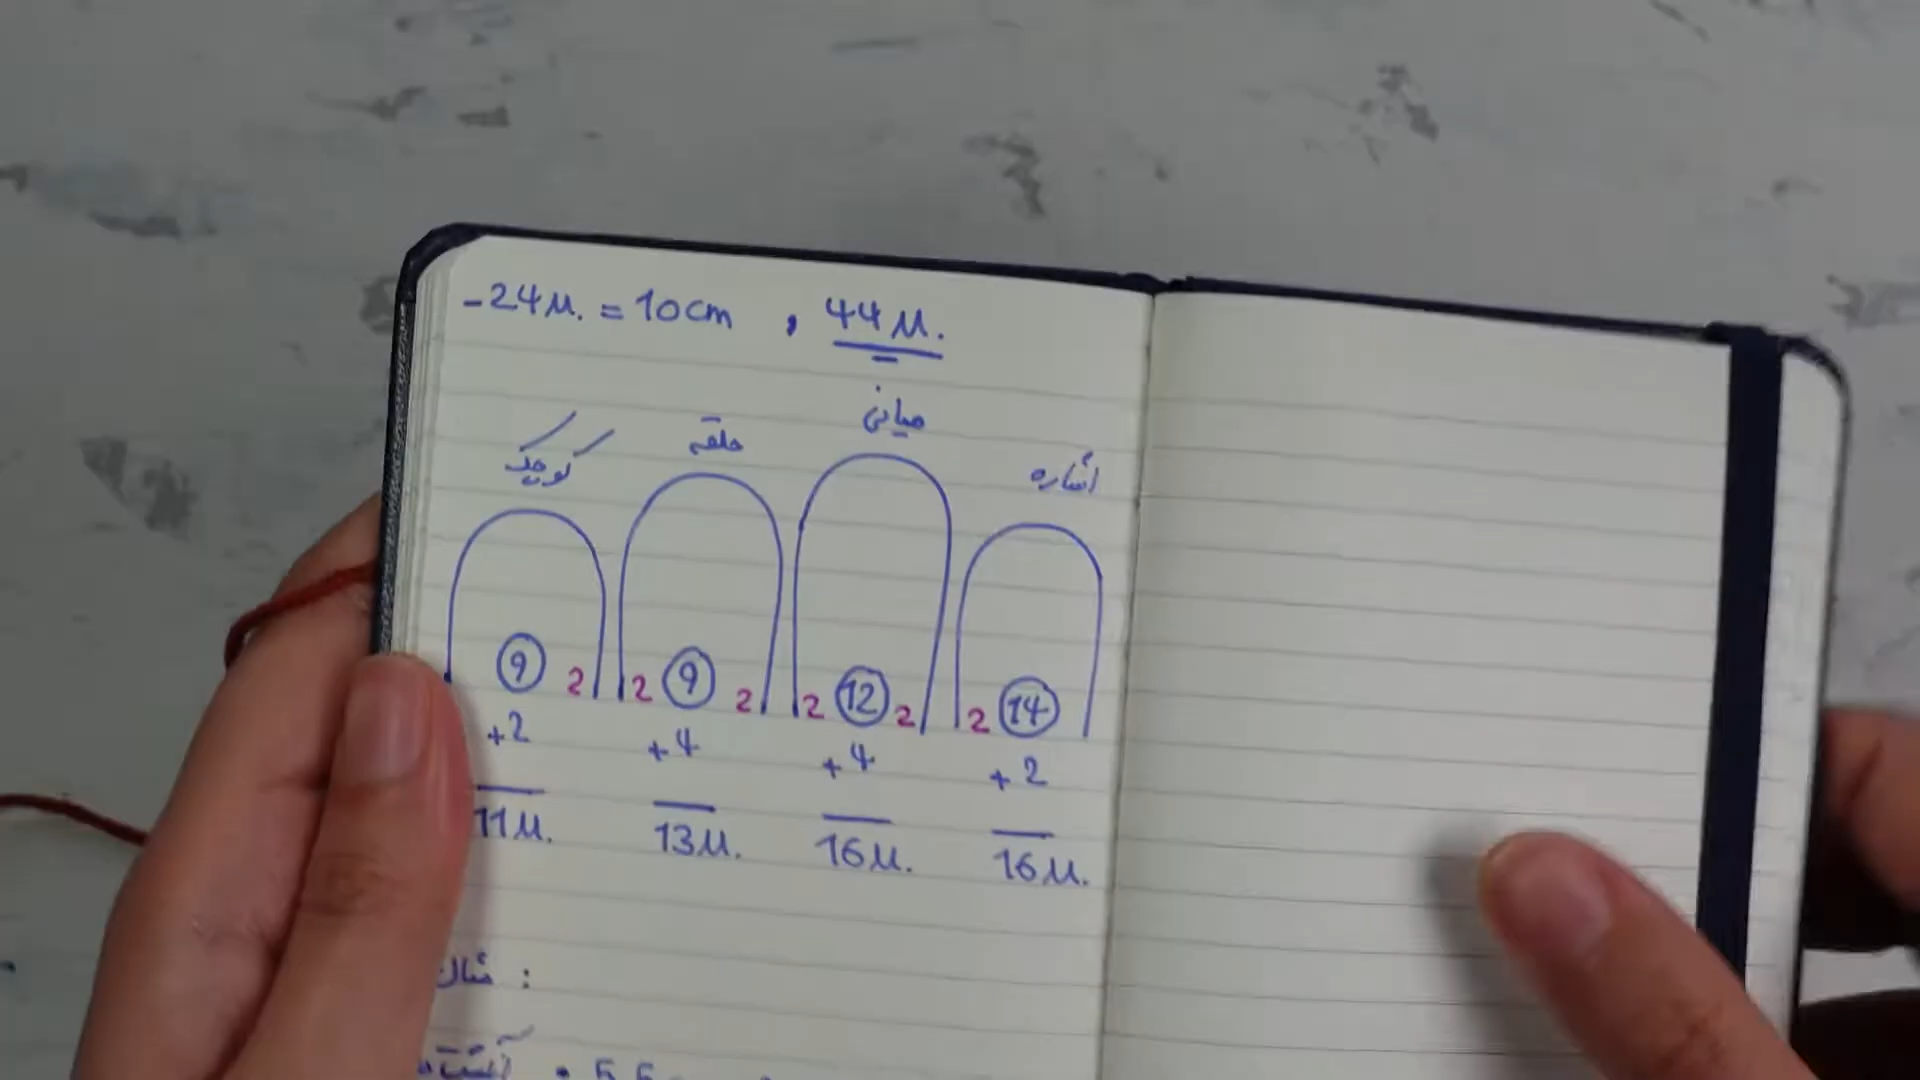 -24M. = 10cm , 44M.
کوچک حلقه میانی اشاره
9 2 2 9 2 2 12 2 2 14
+2 +4 +4 +2
11M. 13M. 16M. 16M.
مثال :